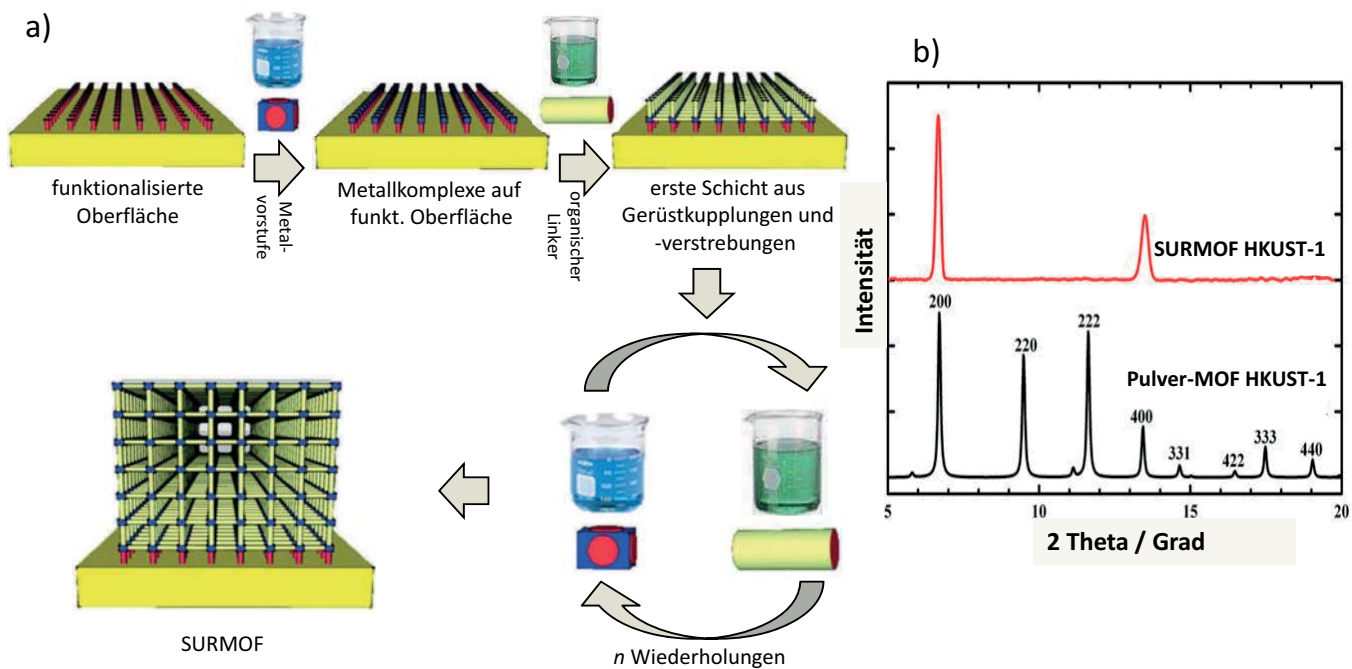 a)
funktionalisierte
Oberfläche
Metal-
vorstufe
Metallkomplexe auf
funkt. Oberfläche
organischer
Linker
erste Schicht aus
Gerüstkupplungen und
-verstrebungen
SURMOF
n Wiederholungen
b)
Intensität
SURMOF HKUST-1
200
220
222
Pulver-MOF HKUST-1
400
331
422
333
440
5
10
15
20
2 Theta / Grad